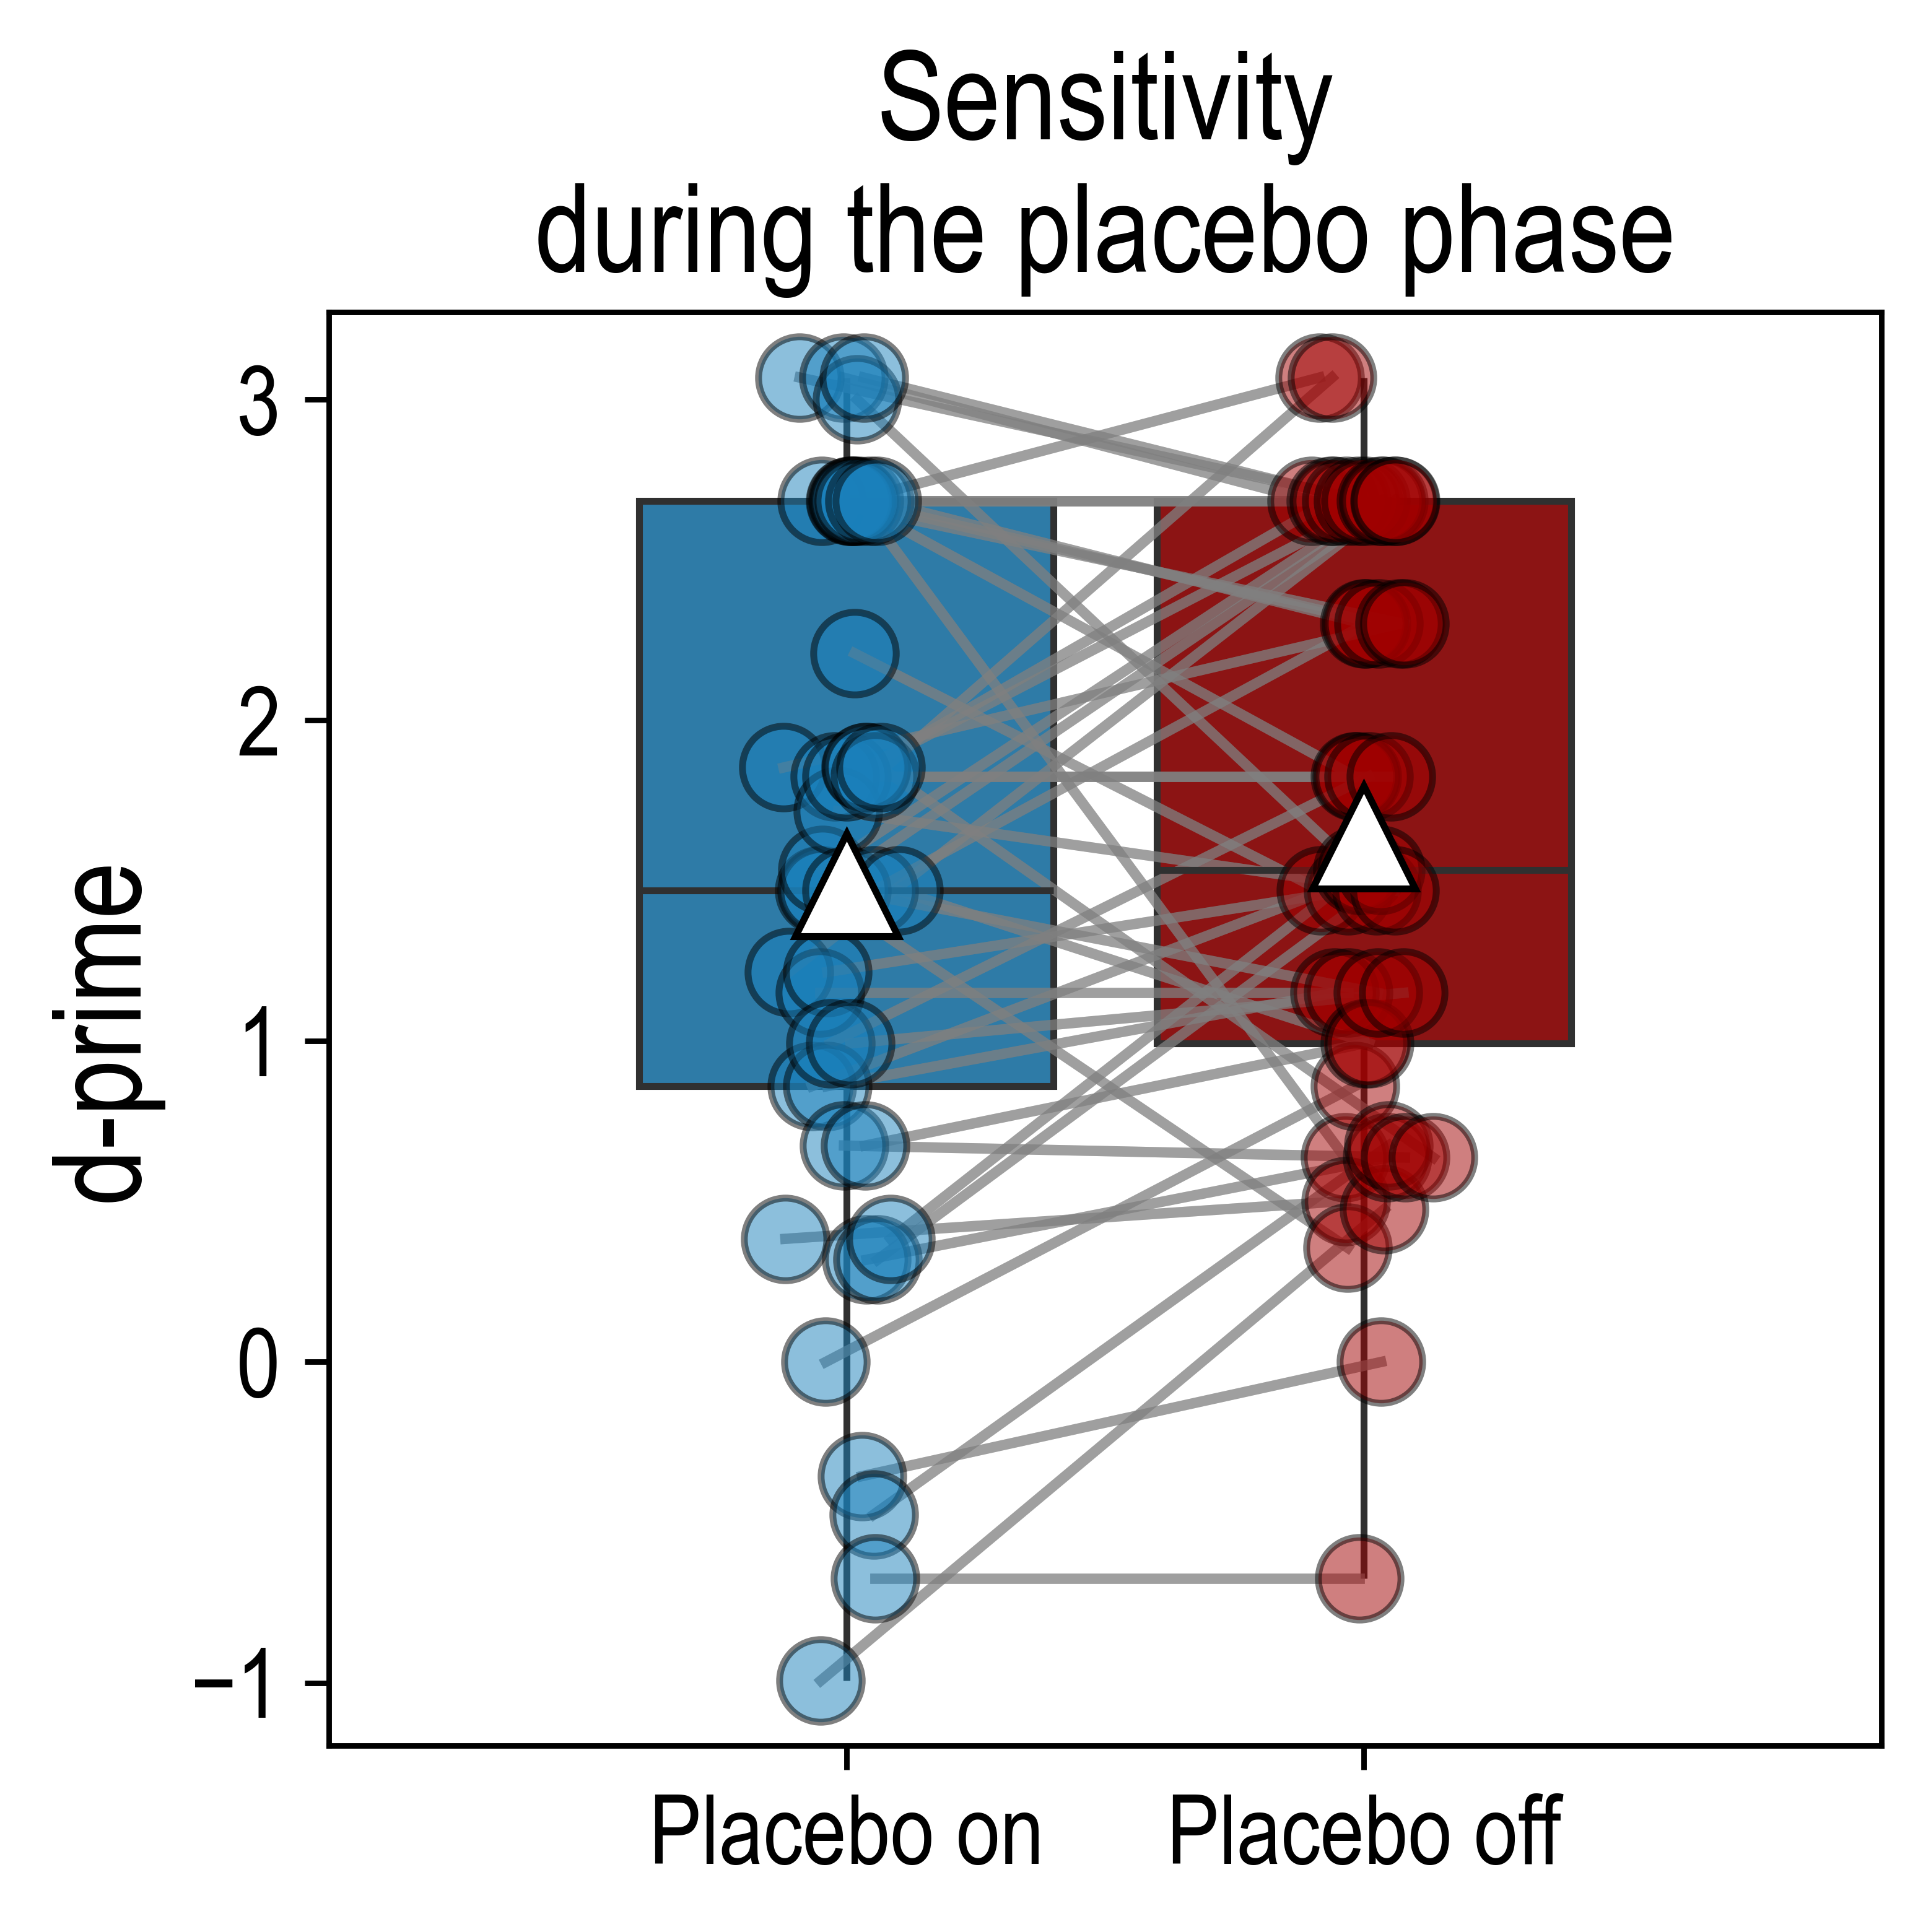 Sensitivity
during the placebo phase
d-prime
3
2
1
0
−1
Placebo on
Placebo off